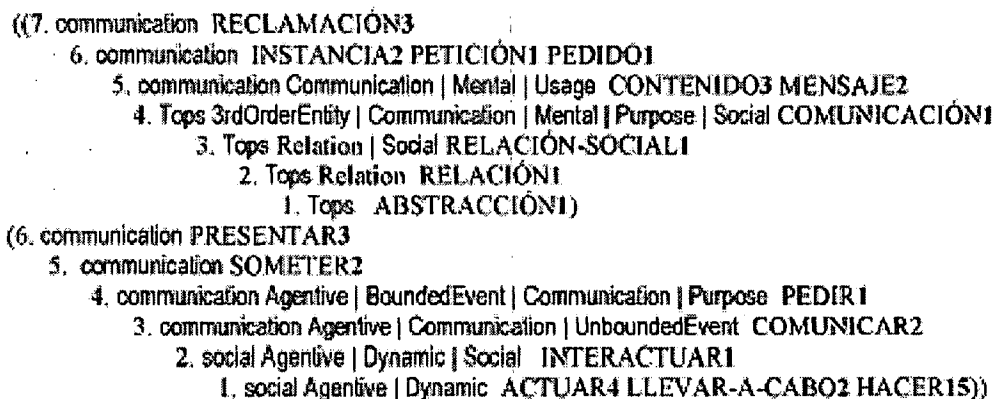 ((7. communication RECLAMACIÓN3
6. communication INSTANCIA2 PETICIÓN1 PEDIDO1
5. communication Communication | Mental | Usage CONTENIDO3 MENSAJE2
4. Tops 3rdOrderEntity | Communication | Mental | Purpose | Social COMUNICACIÓN1
3. Tops Relation | Social RELACIÓN-SOCIAL1
2. Tops Relation RELACIÓN1
1. Tops ABSTRACCIÓN1)
(6. communication PRESENTAR3
5. communication SOMETER2
4. communication Agentive | BoundedEvent | Communication | Purpose PEDIR1
3. communication Agentive | Communication | UnboundedEvent COMUNICAR2
2. social Agentive | Dynamic | Social INTERACTUAR1
1. social Agentive | Dynamic ACTUAR4 LLEVAR-A-CABO2 HACER15))